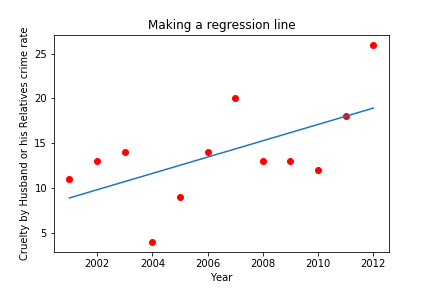 Making a regression line
Cruelty by Husband or his Relatives crime rate
25
20
15
10
5
2002 2004 2006 2008 2010 2012
Year